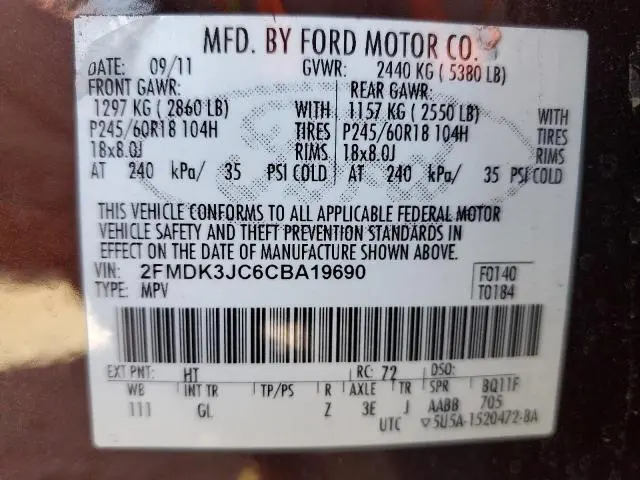 MFD. BY FORD MOTOR CO.
DATE: 09/11 GVWR: 2440 KG ( 5380 LB)
FRONT GAWR: REAR GAWR:
1297 KG ( 2860 LB) WITH 1157 KG ( 2550 LB) WITH
P245/60R18 104H TIRES P245/60R18 104H TIRES
18x8.0J RIMS 18x8.0J RIMS
AT 240 kPa/ 35 PSI COLD AT 240 kPa/ 35 PSI COLD
THIS VEHICLE CONFORMS TO ALL APPLICABLE FEDERAL MOTOR
VEHICLE SAFETY AND THEFT PREVENTION STANDARDS IN
EFFECT ON THE DATE OF MANUFACTURE SHOWN ABOVE.
VIN: 2FMDK3JC6CBA19690 F0140
TYPE: MPV T0184
EXT PNT: HT RC: 72 DSO:
WB INT TR TP/PS R AXLE TR SPR BQ11F
111 GL Z 3E J AABB 705
UTC ▽5U5A-1520472-BA